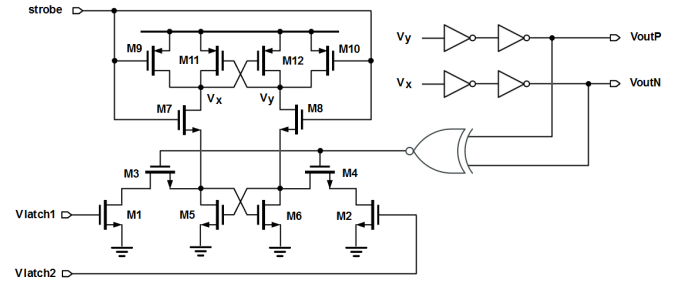 strobe
M9
M11
M12
M10
Vy
VoutP
Vx
VoutN
Vx
Vy
M7
M8
M3
M4
Vlatch1
M1
M5
M6
M2
Vlatch2